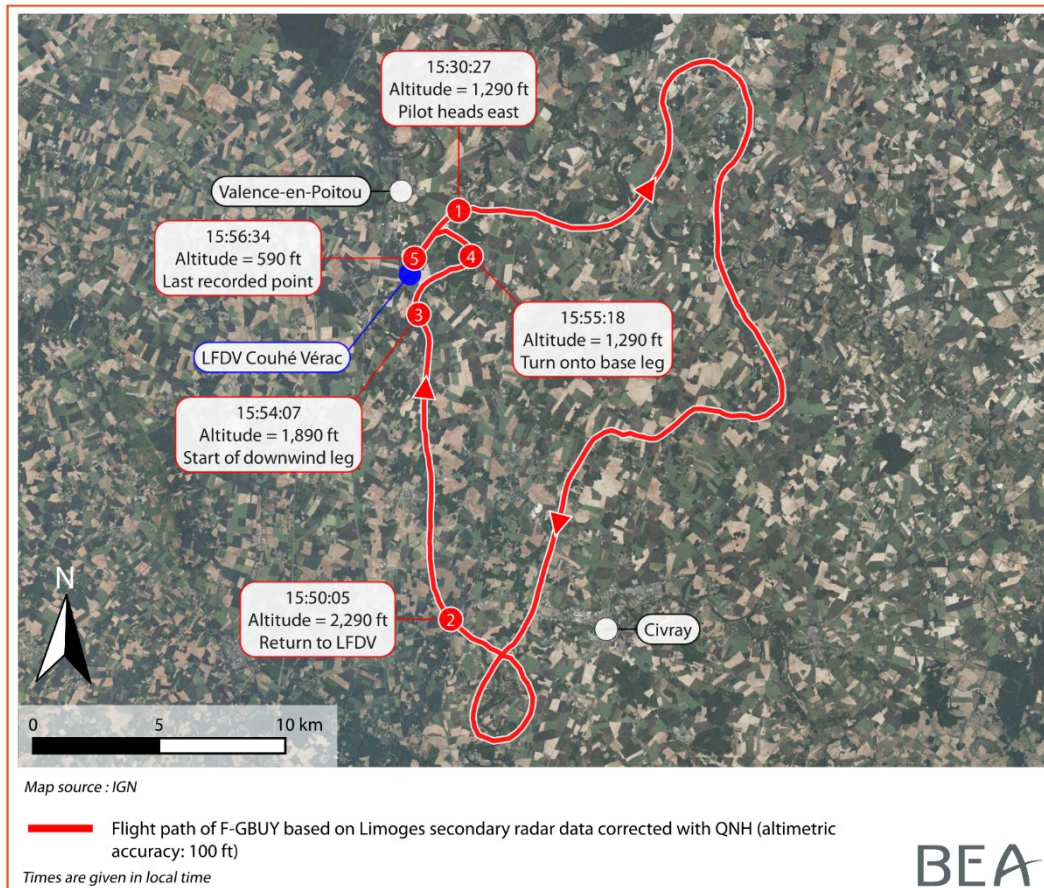 15:30:27
Altitude = 1,290 ft
Pilot heads east
Valence-en-Poitou
1
15:56:34
Altitude = 590 ft
Last recorded point
5
4
3
15:55:18
Altitude = 1,290 ft
Turn onto base leg
LFDV Couhé Vérac
15:54:07
Altitude = 1,890 ft
Start of downwind leg
N
15:50:05
Altitude = 2,290 ft
Return to LFDV
2
Civray
0 5 10 km
Map source : IGN
Flight path of F-GBUY based on Limoges secondary radar data corrected with QNH (altimetric
accuracy: 100 ft)
Times are given in local time
BEA